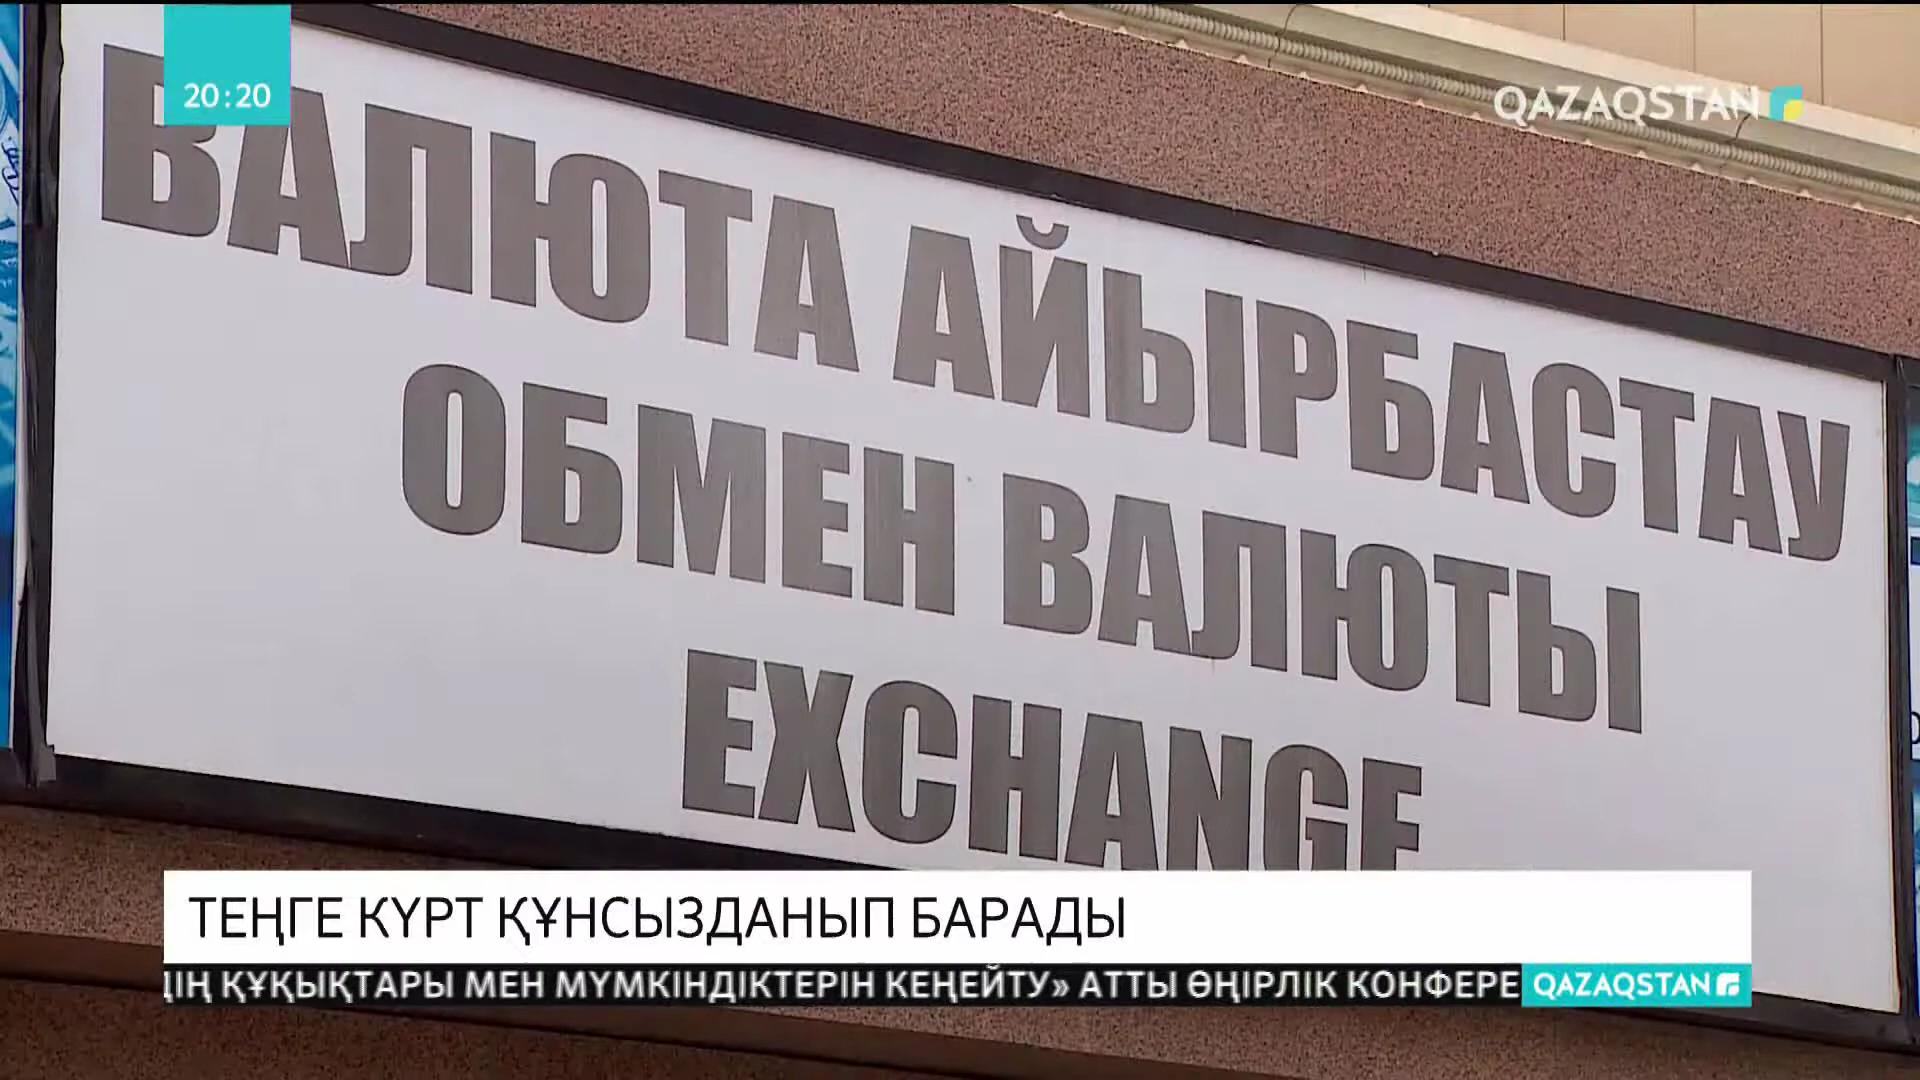 20:20
QAZAQSTAN
ВАЛЮТА АЙЫРБАСТАУ
ОБМЕН ВАЛЮТЫ
EXCHANGE
ТЕҢГЕ КҮРТ ҚҰНСЫЗДАНЫП БАРАДЫ
ҚҰҚЫҚТАРЫ МЕН МҮМКІНДІКТЕРІН КЕҢЕЙТУ» АТТЫ ӨҢІРЛІК КОНФЕРЕ
QAZAQSTAN